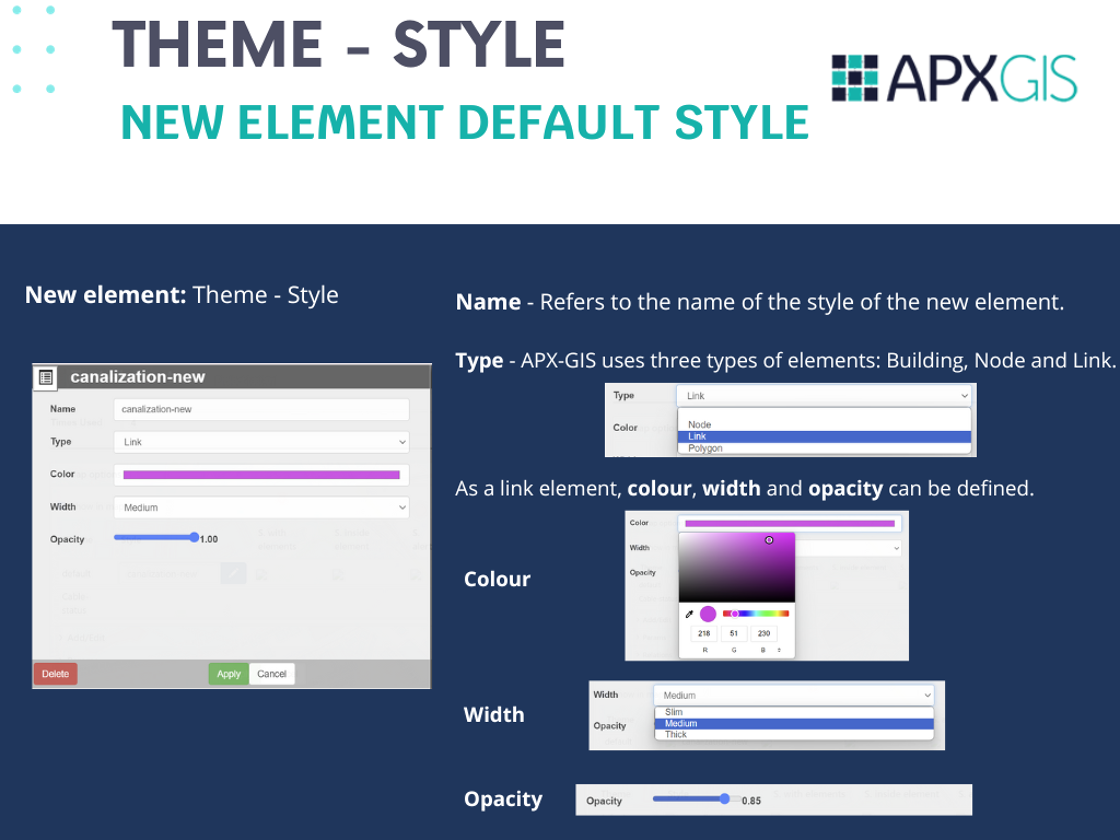 THEME - STYLE
APXGIS
NEW ELEMENT DEFAULT STYLE
New element: Theme - Style
canalization-new
Name canalization-new
Type Link
Color
Width Medium
Opacity 1.00
Delete Apply Cancel
Name - Refers to the name of the style of the new element.
Type - APX-GIS uses three types of elements: Building, Node and Link.
Type Link
Color
Node
Link
Polygon
As a link element, colour, width and opacity can be defined.
Colour
Color
Width
Opacity
218 51 230
R G B
Width
Width Medium
Slim
Opacity
Medium
Thick
Opacity
Opacity 0.85